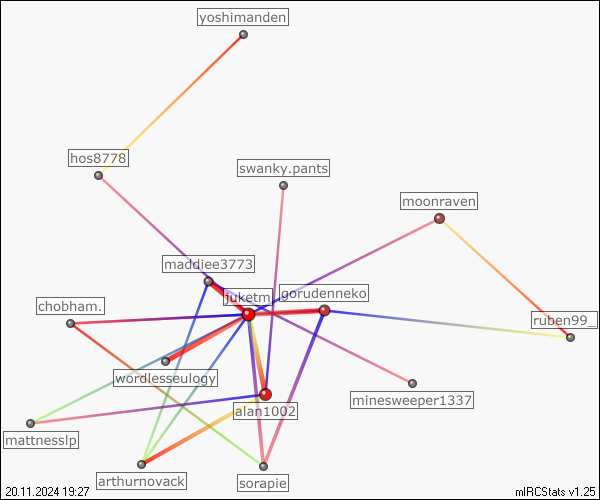 yoshimanden
hos8778
swanky.pants
moonraven
maddiee3773
juketm
gorudenneko
chobham.
ruben99_
wordlesseulogy
minesweeper1337
alan1002
mattnesslp
arthurnovack
sorapie
20.11.2024 19:27
mIRCStats v1.25